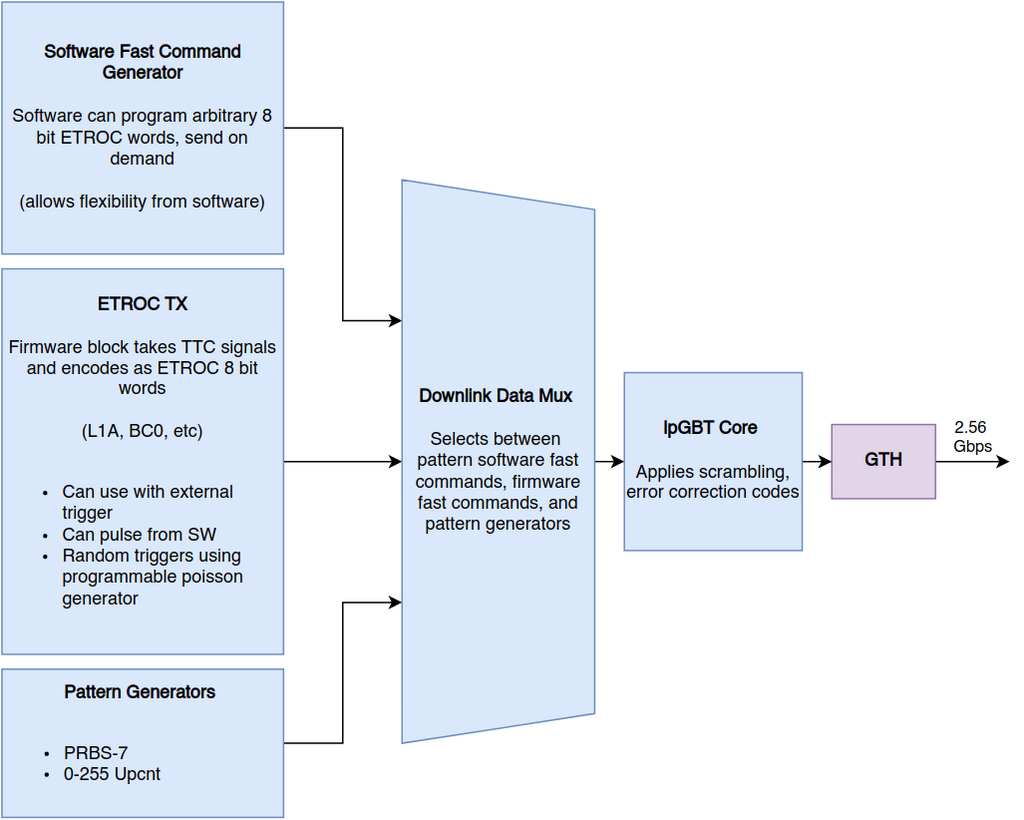 Software Fast Command
Generator
Software can program arbitrary 8
bit ETROC words, send on
demand
(allows flexibility from software)
ETROC TX
Firmware block takes TTC signals
and encodes as ETROC 8 bit
words
(L1A, BC0, etc)
• Can use with external
trigger
• Can pulse from SW
• Random triggers using
programmable poisson
generator
Pattern Generators
• PRBS-7
• 0-255 Upcnt
Downlink Data Mux
Selects between
pattern software fast
commands, firmware
fast commands, and
pattern generators
lpGBT Core
Applies scrambling,
error correction codes
GTH
2.56
Gbps